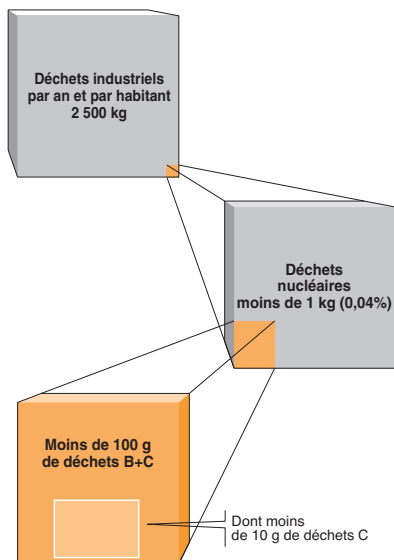 Déchets industriels
par an et par habitant
2 500 kg
Déchets
nucléaires
moins de 1 kg (0,04%)
Moins de 100 g
de déchets B+C
Dont moins
de 10 g de déchets C